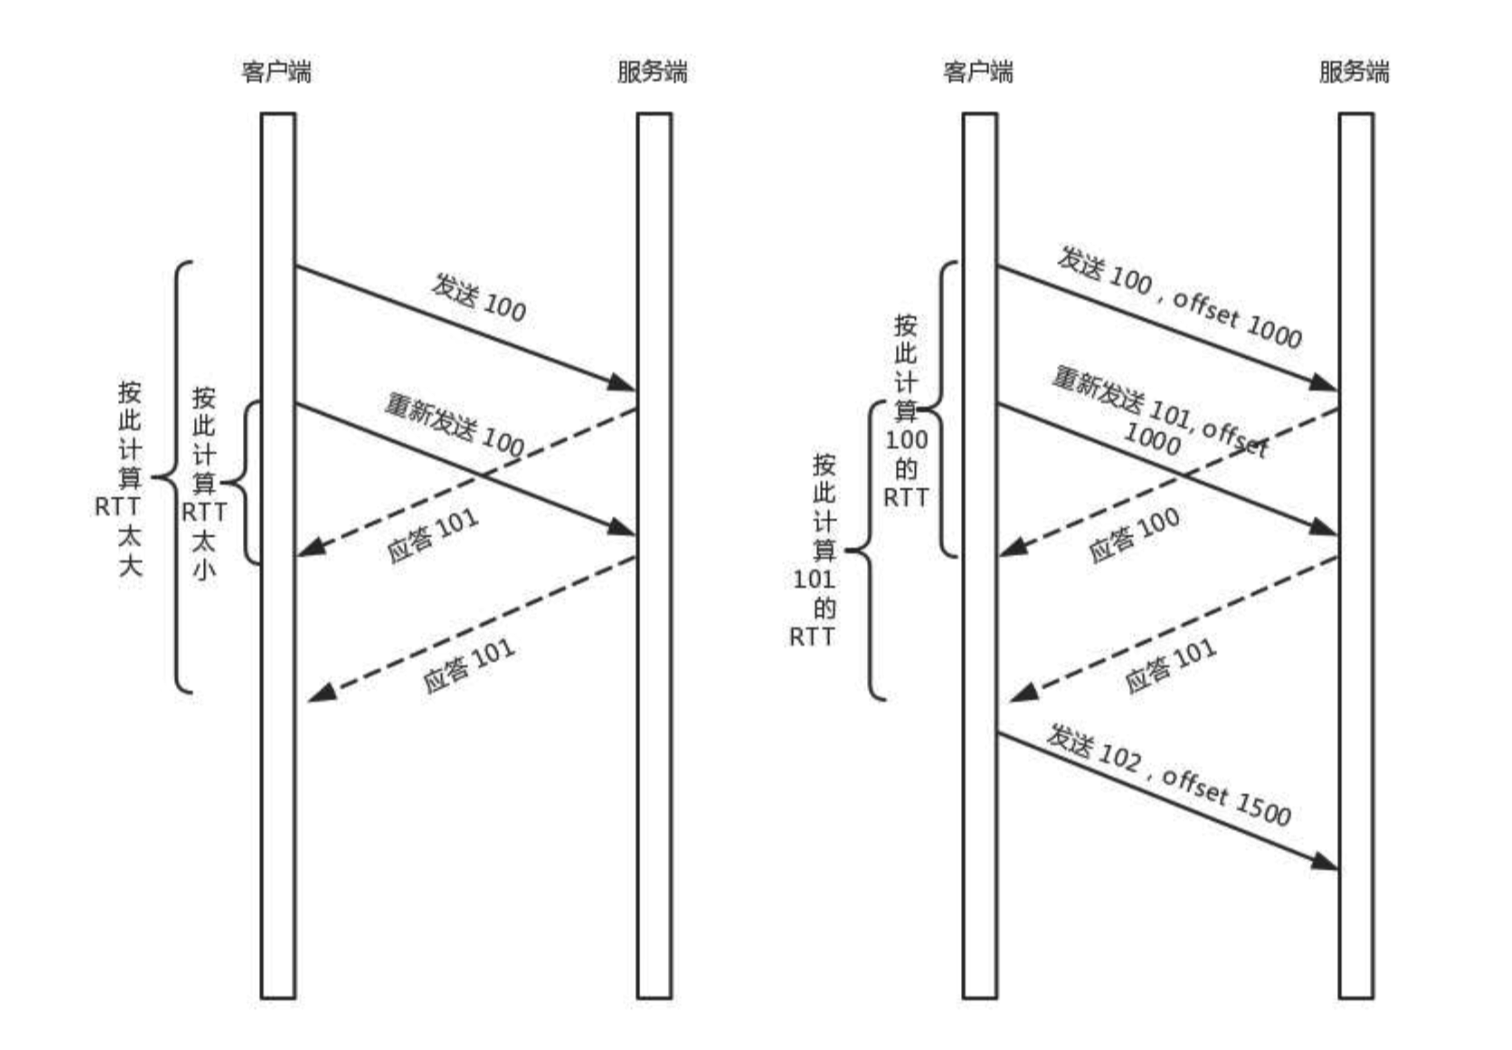 客户端
服务端
发送 100
重新发送 100
应答 101
应答 101
按此计算RTT太大
按此计算RTT太小
客户端
服务端
发送 100 , offset 1000
重新发送 101, offset
1000
应答 100
应答 101
发送 102 , offset 1500
按此计算100的RTT
按此计算101的RTT